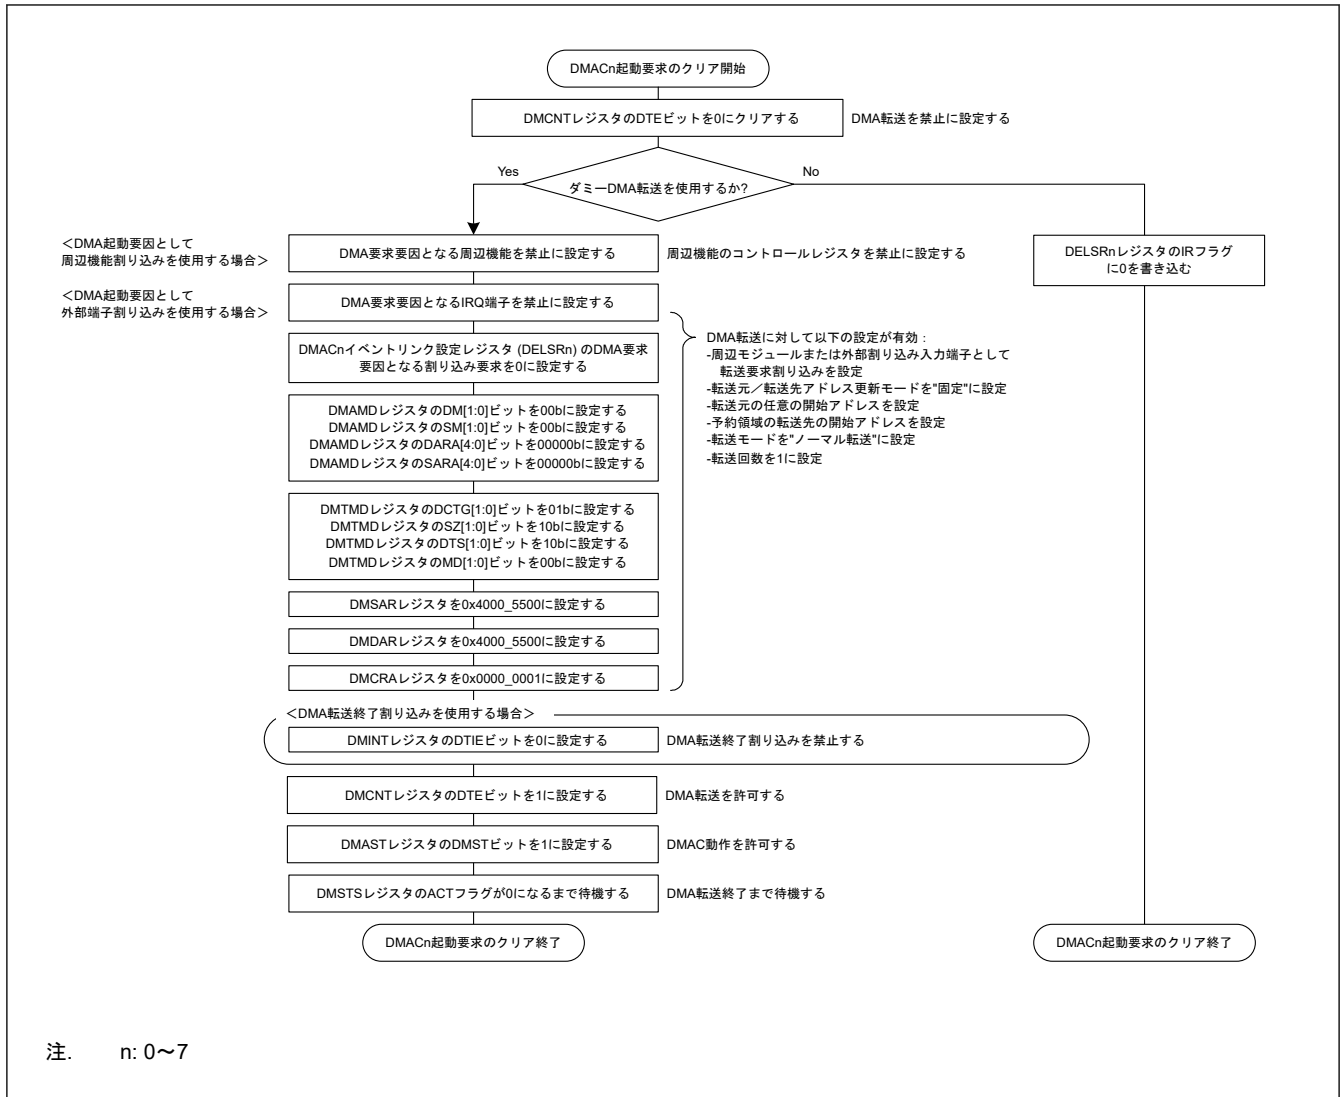 DMACn起動要求のクリア開始
DMCNTレジスタのDTEビットを0にクリアする
DMA転送を禁止に設定する
ダミーDMA転送を使用するか?
Yes
No
＜DMA起動要因として
周辺機能割り込みを使用する場合＞
DMA要求要因となる周辺機能を禁止に設定する
周辺機能のコントロールレジスタを禁止に設定する
DELSRnレジスタのIRフラグ
に0を書き込む
＜DMA起動要因として
外部端子割り込みを使用する場合＞
DMA要求要因となるIRQ端子を禁止に設定する
DMACnイベントリンク設定レジスタ (DELSRn) のDMA要求
要因となる割り込み要求を0に設定する
DMA転送に対して以下の設定が有効：
-周辺モジュールまたは外部割り込み入力端子として
転送要求割り込みを設定
-転送元／転送先アドレス更新モードを"固定"に設定
-転送元の任意の開始アドレスを設定
-予約領域の転送先の開始アドレスを設定
-転送モードを"ノーマル転送"に設定
-転送回数を1に設定
DMAMDレジスタのDM[1:0]ビットを00bに設定する
DMAMDレジスタのSM[1:0]ビットを00bに設定する
DMAMDレジスタのDARA[4:0]ビットを00000bに設定する
DMAMDレジスタのSARA[4:0]ビットを00000bに設定する
DMTMDレジスタのDCTG[1:0]ビットを01bに設定する
DMTMDレジスタのSZ[1:0]ビットを10bに設定する
DMTMDレジスタのDTS[1:0]ビットを10bに設定する
DMTMDレジスタのMD[1:0]ビットを00bに設定する
DMSARレジスタを0x4000_5500に設定する
DMDARレジスタを0x4000_5500に設定する
DMCRAレジスタを0x0000_0001に設定する
＜DMA転送終了割り込みを使用する場合＞
DMINTレジスタのDTIEビットを0に設定する
DMA転送終了割り込みを禁止する
DMCNTレジスタのDTEビットを1に設定する
DMA転送を許可する
DMASTレジスタのDMSTビットを1に設定する
DMAC動作を許可する
DMSTSレジスタのACTフラグが0になるまで待機する
DMA転送終了まで待機する
DMACn起動要求のクリア終了
DMACn起動要求のクリア終了
注. n: 0～7